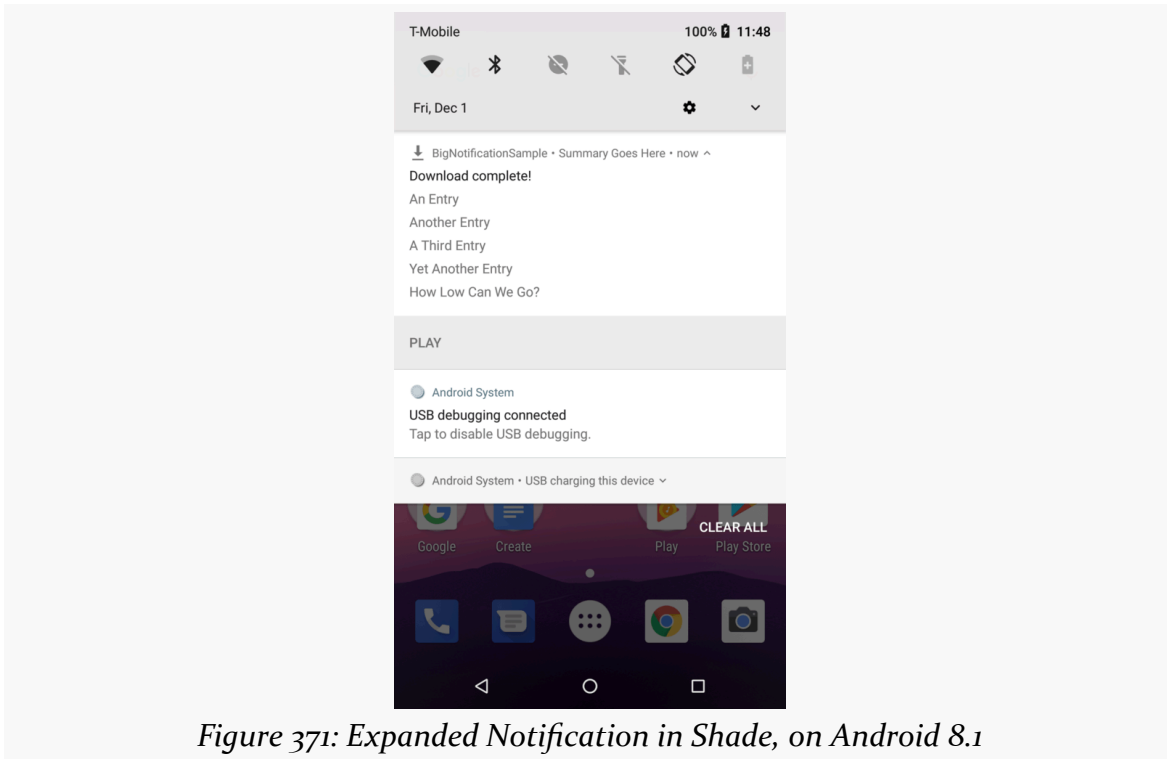 T-Mobile 100% 11:48
Fri, Dec 1
BigNotificationSample • Summary Goes Here • now
Download complete!
An Entry
Another Entry
A Third Entry
Yet Another Entry
How Low Can We Go?
PLAY
Android System
USB debugging connected
Tap to disable USB debugging.
Android System • USB charging this device
CLEAR ALL
Google Create Play Play Store
Figure 371: Expanded Notification in Shade, on Android 8.1